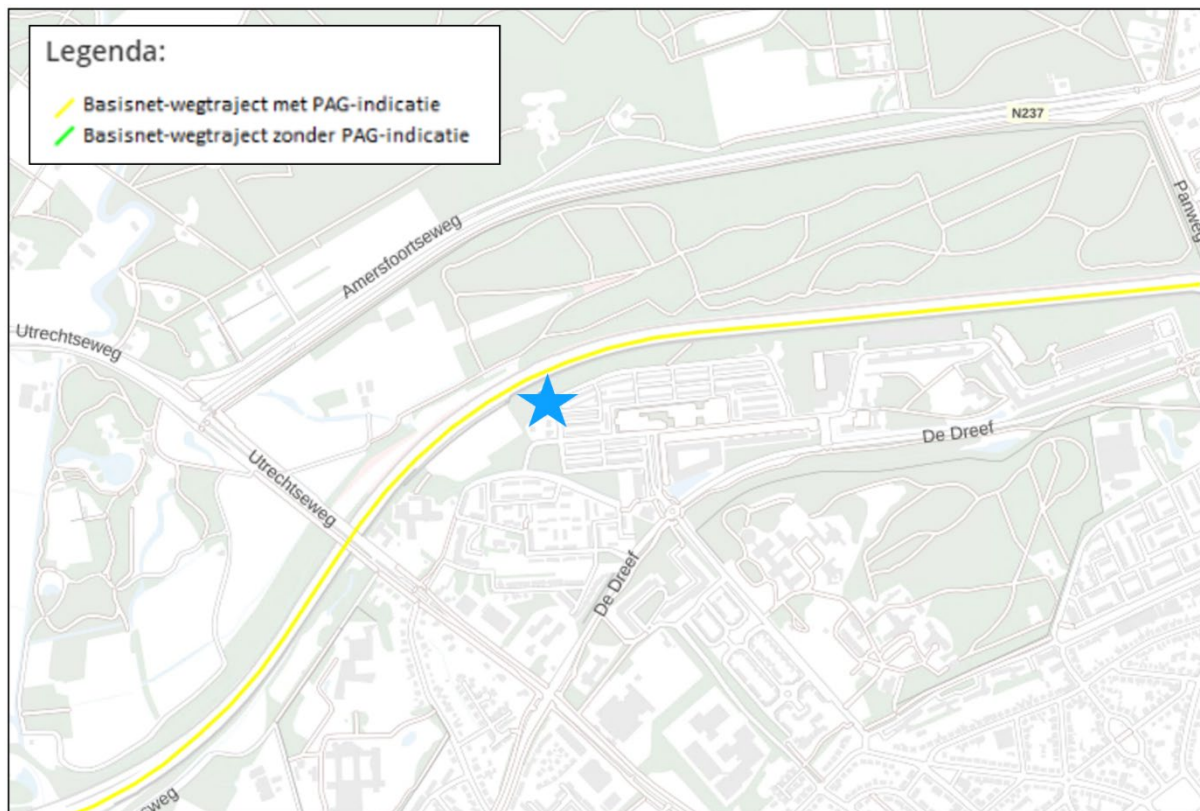 Legenda:
Basisnet-wegtraject met PAG-indicatie
Basisnet-wegtraject zonder PAG-indicatie
N237
Panweg
Amersfoortseweg
Utrechtseweg
De Dreef
Utrechtseweg
De Dreef
sweg